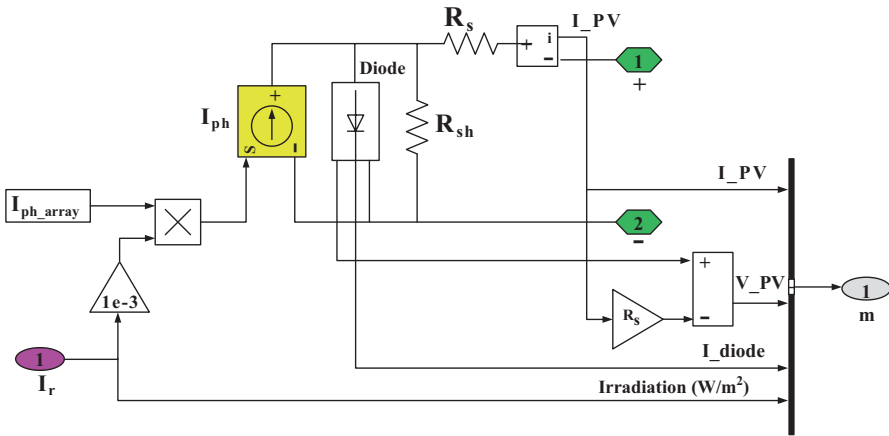 R_s
I_PV
+
i
-
1
+
Diode
I_ph
+
S
-
R_sh
I_PV
I_ph_array
2
-
+
V_PV
1
m
1e-3
R_s
-
1
I_r
I_diode
Irradiation (W/m²)